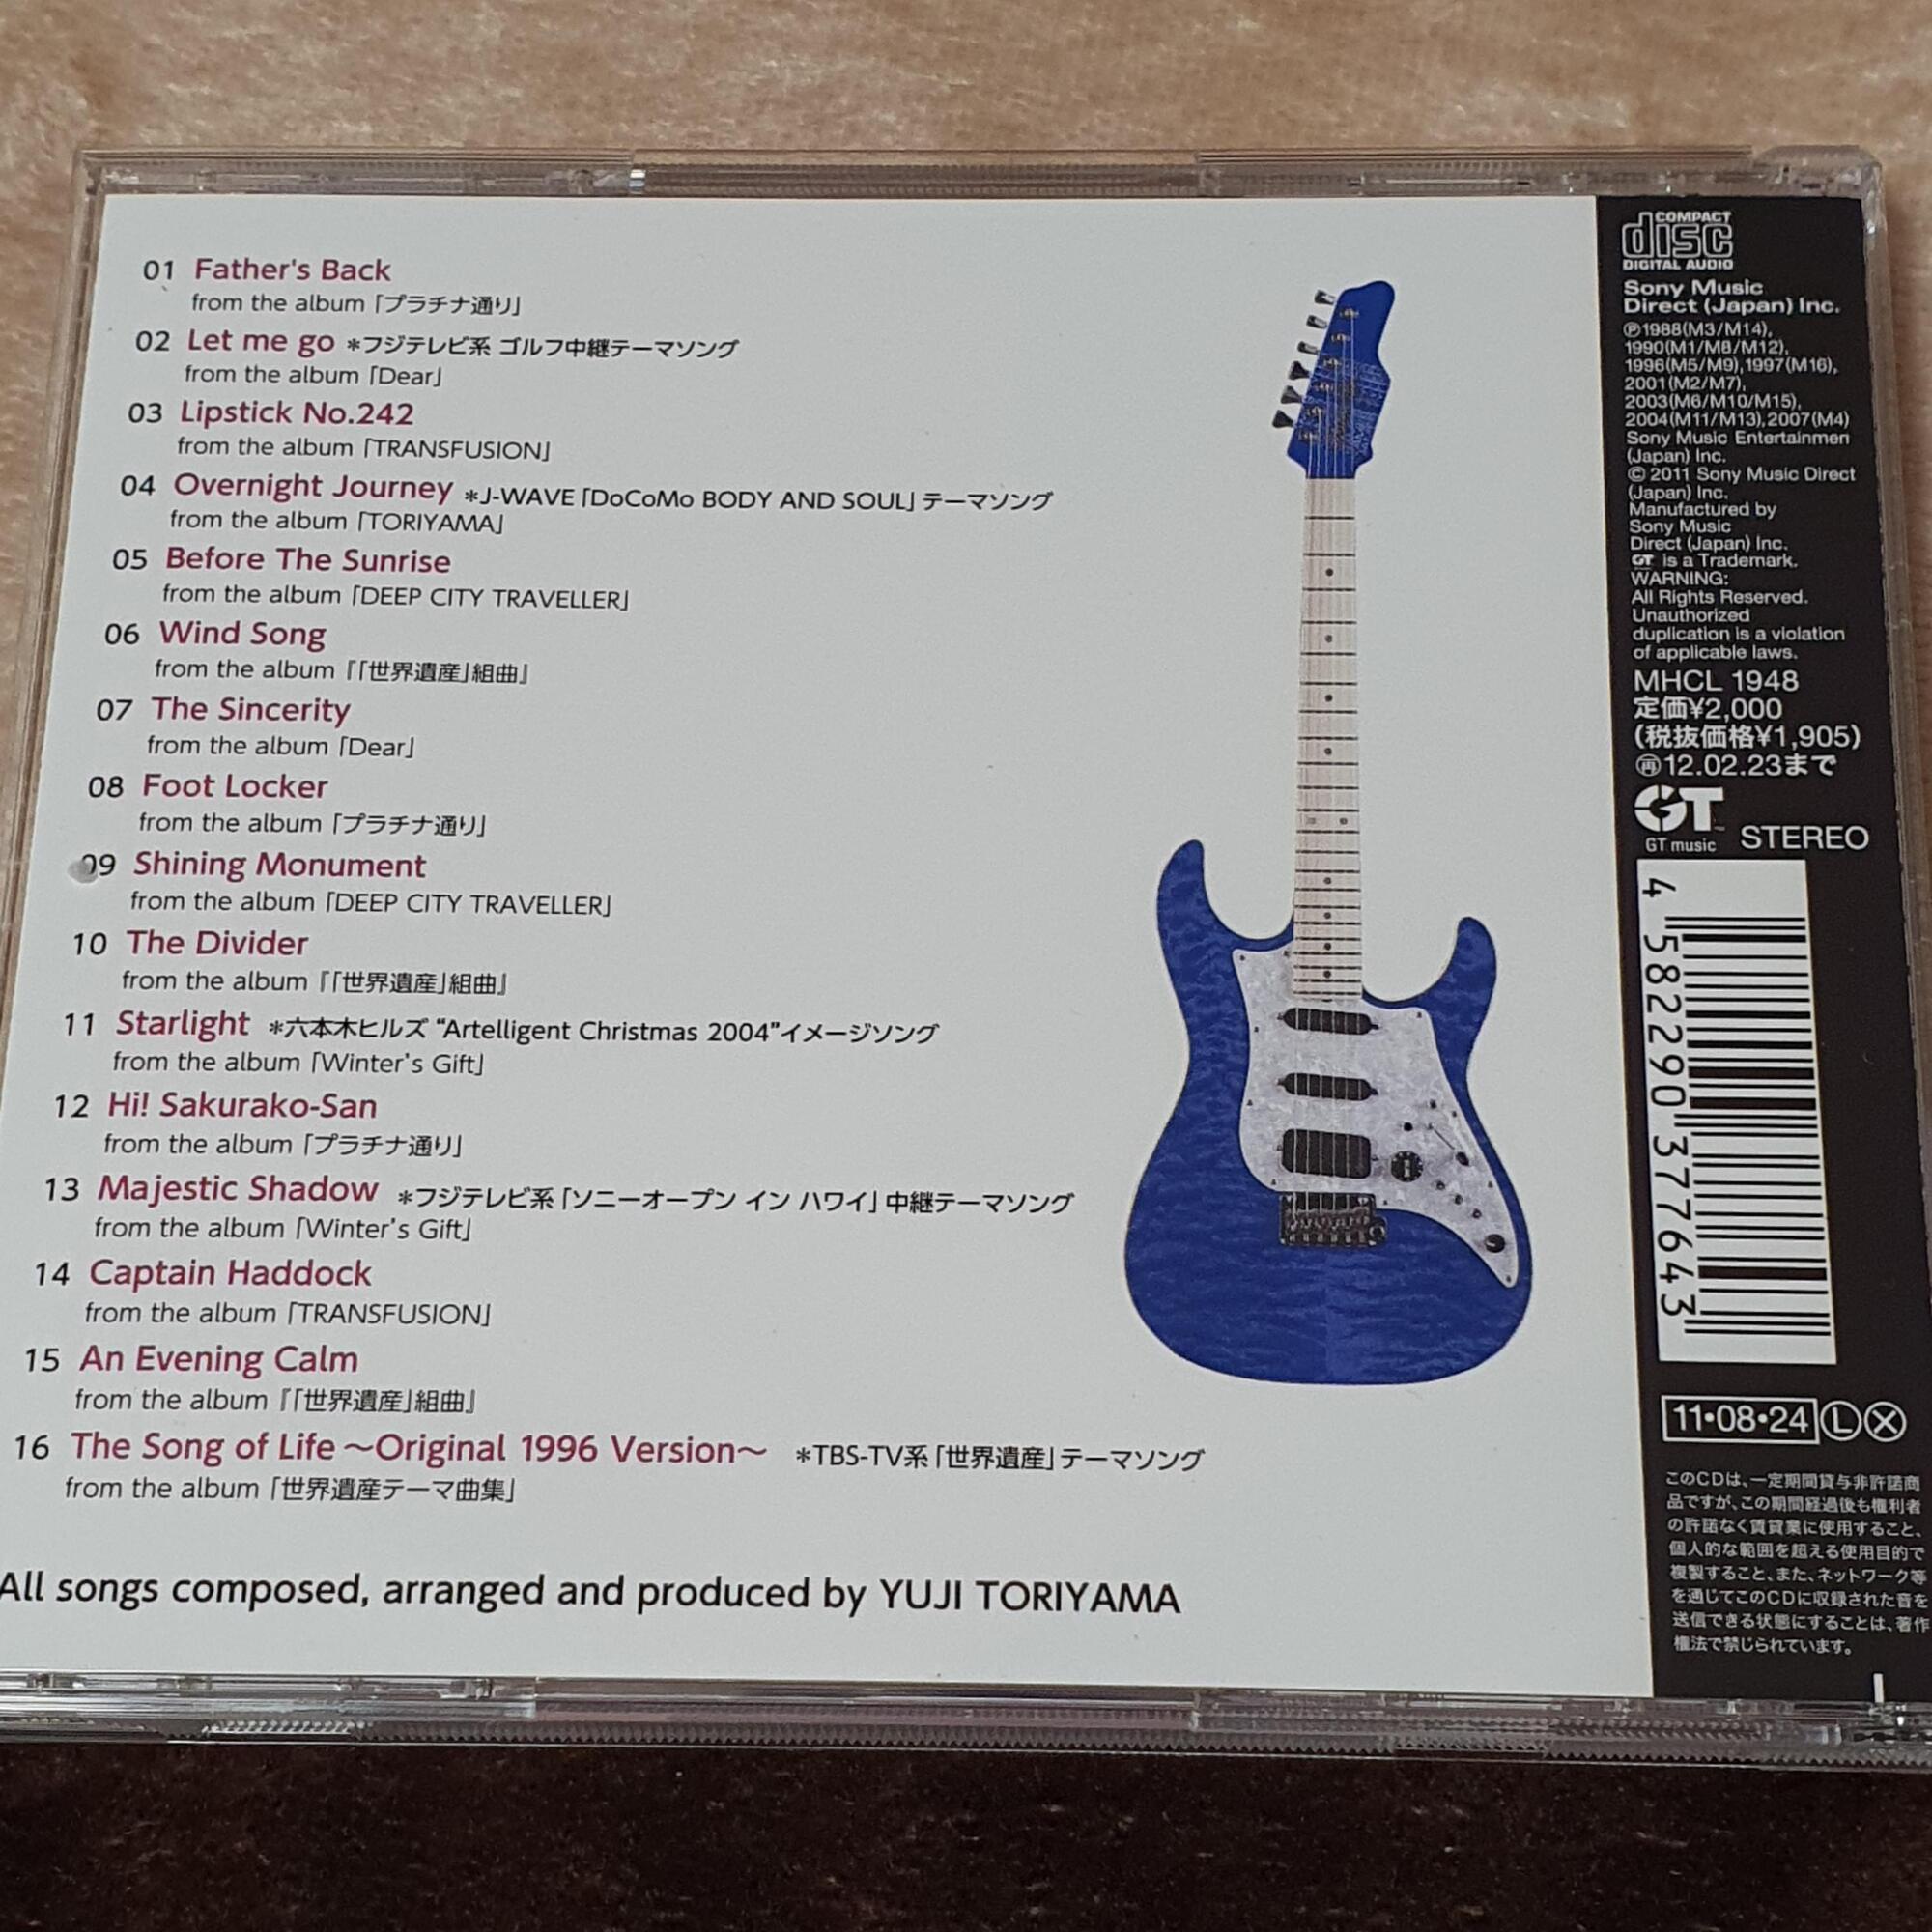 01 Father's Back
from the album「プラチナ通り」
02 Let me go *フジテレビ系 ゴルフ中継テーマソング
from the album「Dear」
03 Lipstick No.242
from the album「TRANSFUSION」
04 Overnight Journey *J-WAVE「DoCoMo BODY AND SOUL」テーマソング
from the album「TORIYAMA」
05 Before The Sunrise
from the album「DEEP CITY TRAVELLER」
06 Wind Song
from the album『「世界遺産」組曲』
07 The Sincerity
from the album「Dear」
08 Foot Locker
from the album「プラチナ通り」
09 Shining Monument
from the album「DEEP CITY TRAVELLER」
10 The Divider
from the album『「世界遺産」組曲』
11 Starlight *六本木ヒルズ “Artelligent Christmas 2004”イメージソング
from the album「Winter's Gift」
12 Hi! Sakurako-San
from the album「プラチナ通り」
13 Majestic Shadow *フジテレビ系「ソニーオープン イン ハワイ」中継テーマソング
from the album「Winter's Gift」
14 Captain Haddock
from the album「TRANSFUSION」
15 An Evening Calm
from the album『「世界遺産」組曲』
16 The Song of Life ～Original 1996 Version～ *TBS-TV系「世界遺産」テーマソング
from the album「世界遺産テーマ曲集」
All songs composed, arranged and produced by YUJI TORIYAMA
COMPACT
disc
DIGITAL AUDIO
Sony Music
Direct (Japan) Inc.
℗1988(M3/M14),
1990(M1/M8/M12),
1996(M5/M9),1997(M16),
2001(M2/M7),
2003(M6/M10/M15),
2004(M11/M13),2007(M4)
Sony Music Entertainmen
(Japan) Inc.
© 2011 Sony Music Direct
(Japan) Inc.
Manufactured by
Sony Music
Direct (Japan) Inc.
GT is a Trademark.
WARNING:
All Rights Reserved.
Unauthorized
duplication is a violation
of applicable laws.
MHCL 1948
定価¥2,000
(税抜価格¥1,905)
㊢12.02.23まで
GT
GT music STEREO
4 582290 377643
11•08•24 Ⓛ Ⓧ
このCDは、一定期間貸与非許諾商
品ですが、この期間経過後も権利者
の許諾なく賃貸業に使用すること、
個人的な範囲を超える使用目的で
複製すること、また、ネットワーク等
を通じてこのCDに収録された音を
送信できる状態にすることは、著作
権法で禁じられています。